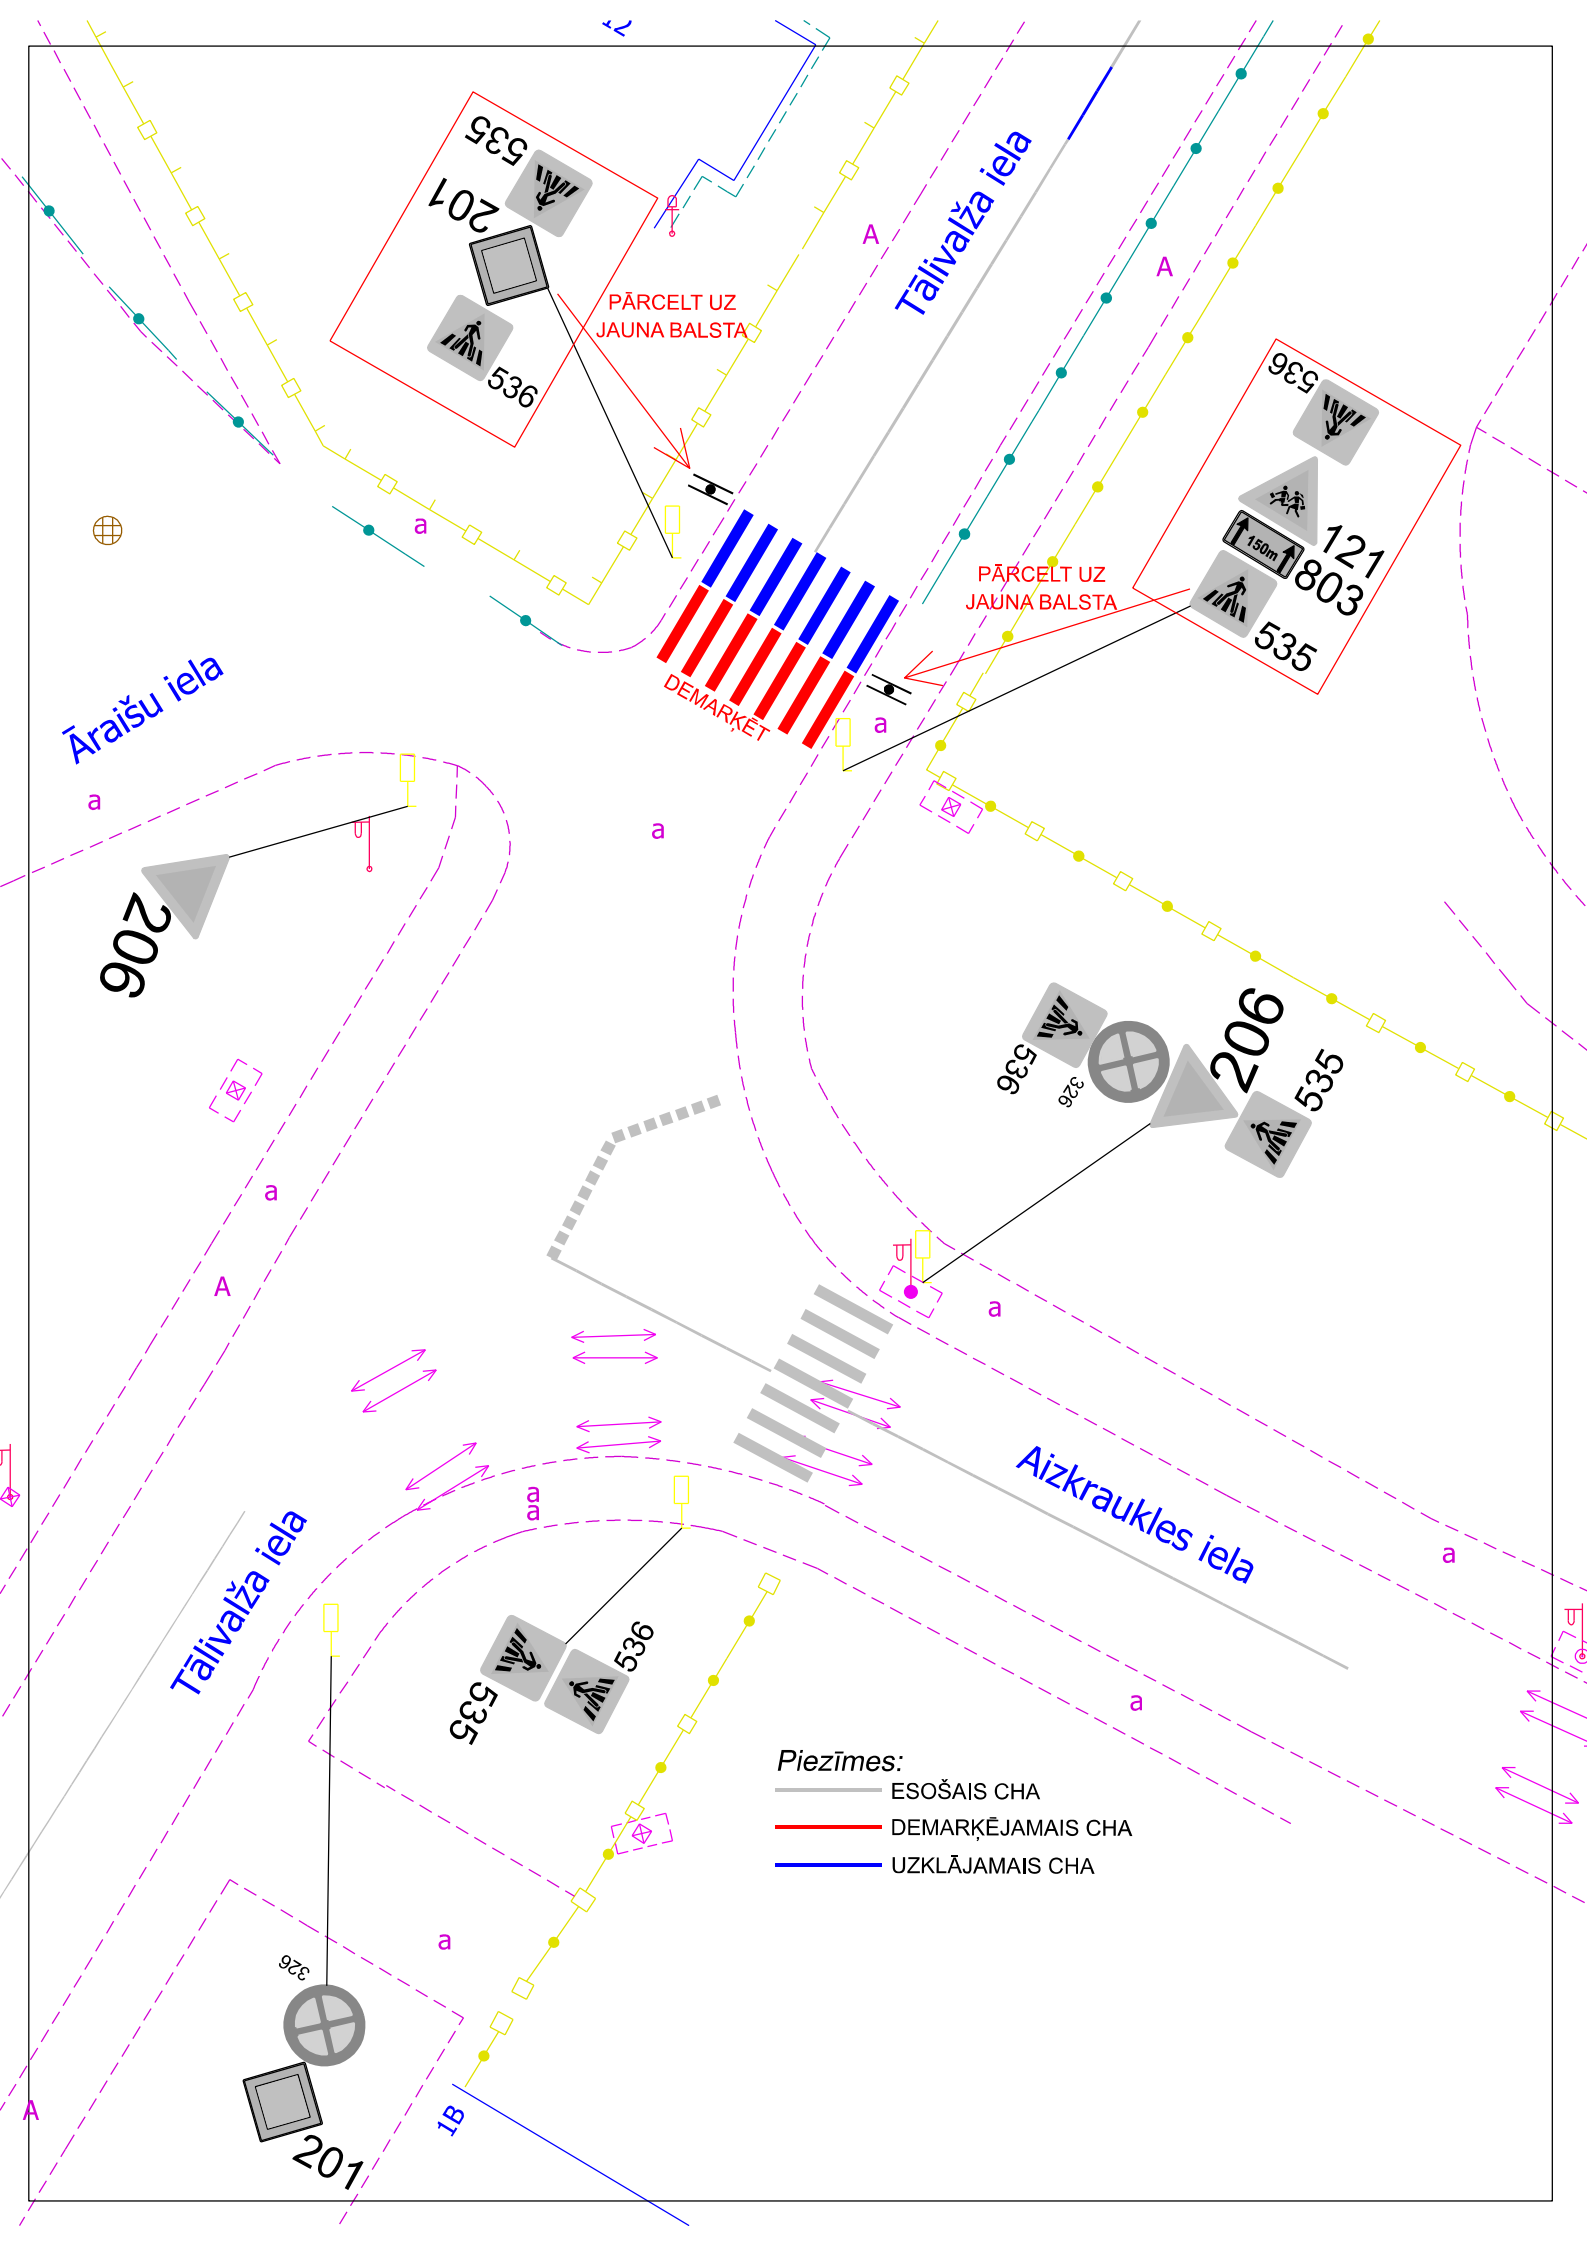 12
535
201
536
PĀRCELT UZ
JAUNA BALSTA
A
Tālivalža iela
A
536
121
150m
803
535
PĀRCELT UZ
JAUNA BALSTA
a
DEMARĶĒT
a
Āraišu iela
a
a
206
536
326
206
535
a
A
a
Aizkraukles iela
a
a
a
a
Tālivalža iela
536
535
a
Piezīmes:
ESOŠAIS CHA
DEMARĶĒJAMAIS CHA
UZKLĀJAMAIS CHA
a
326
A
201
1B